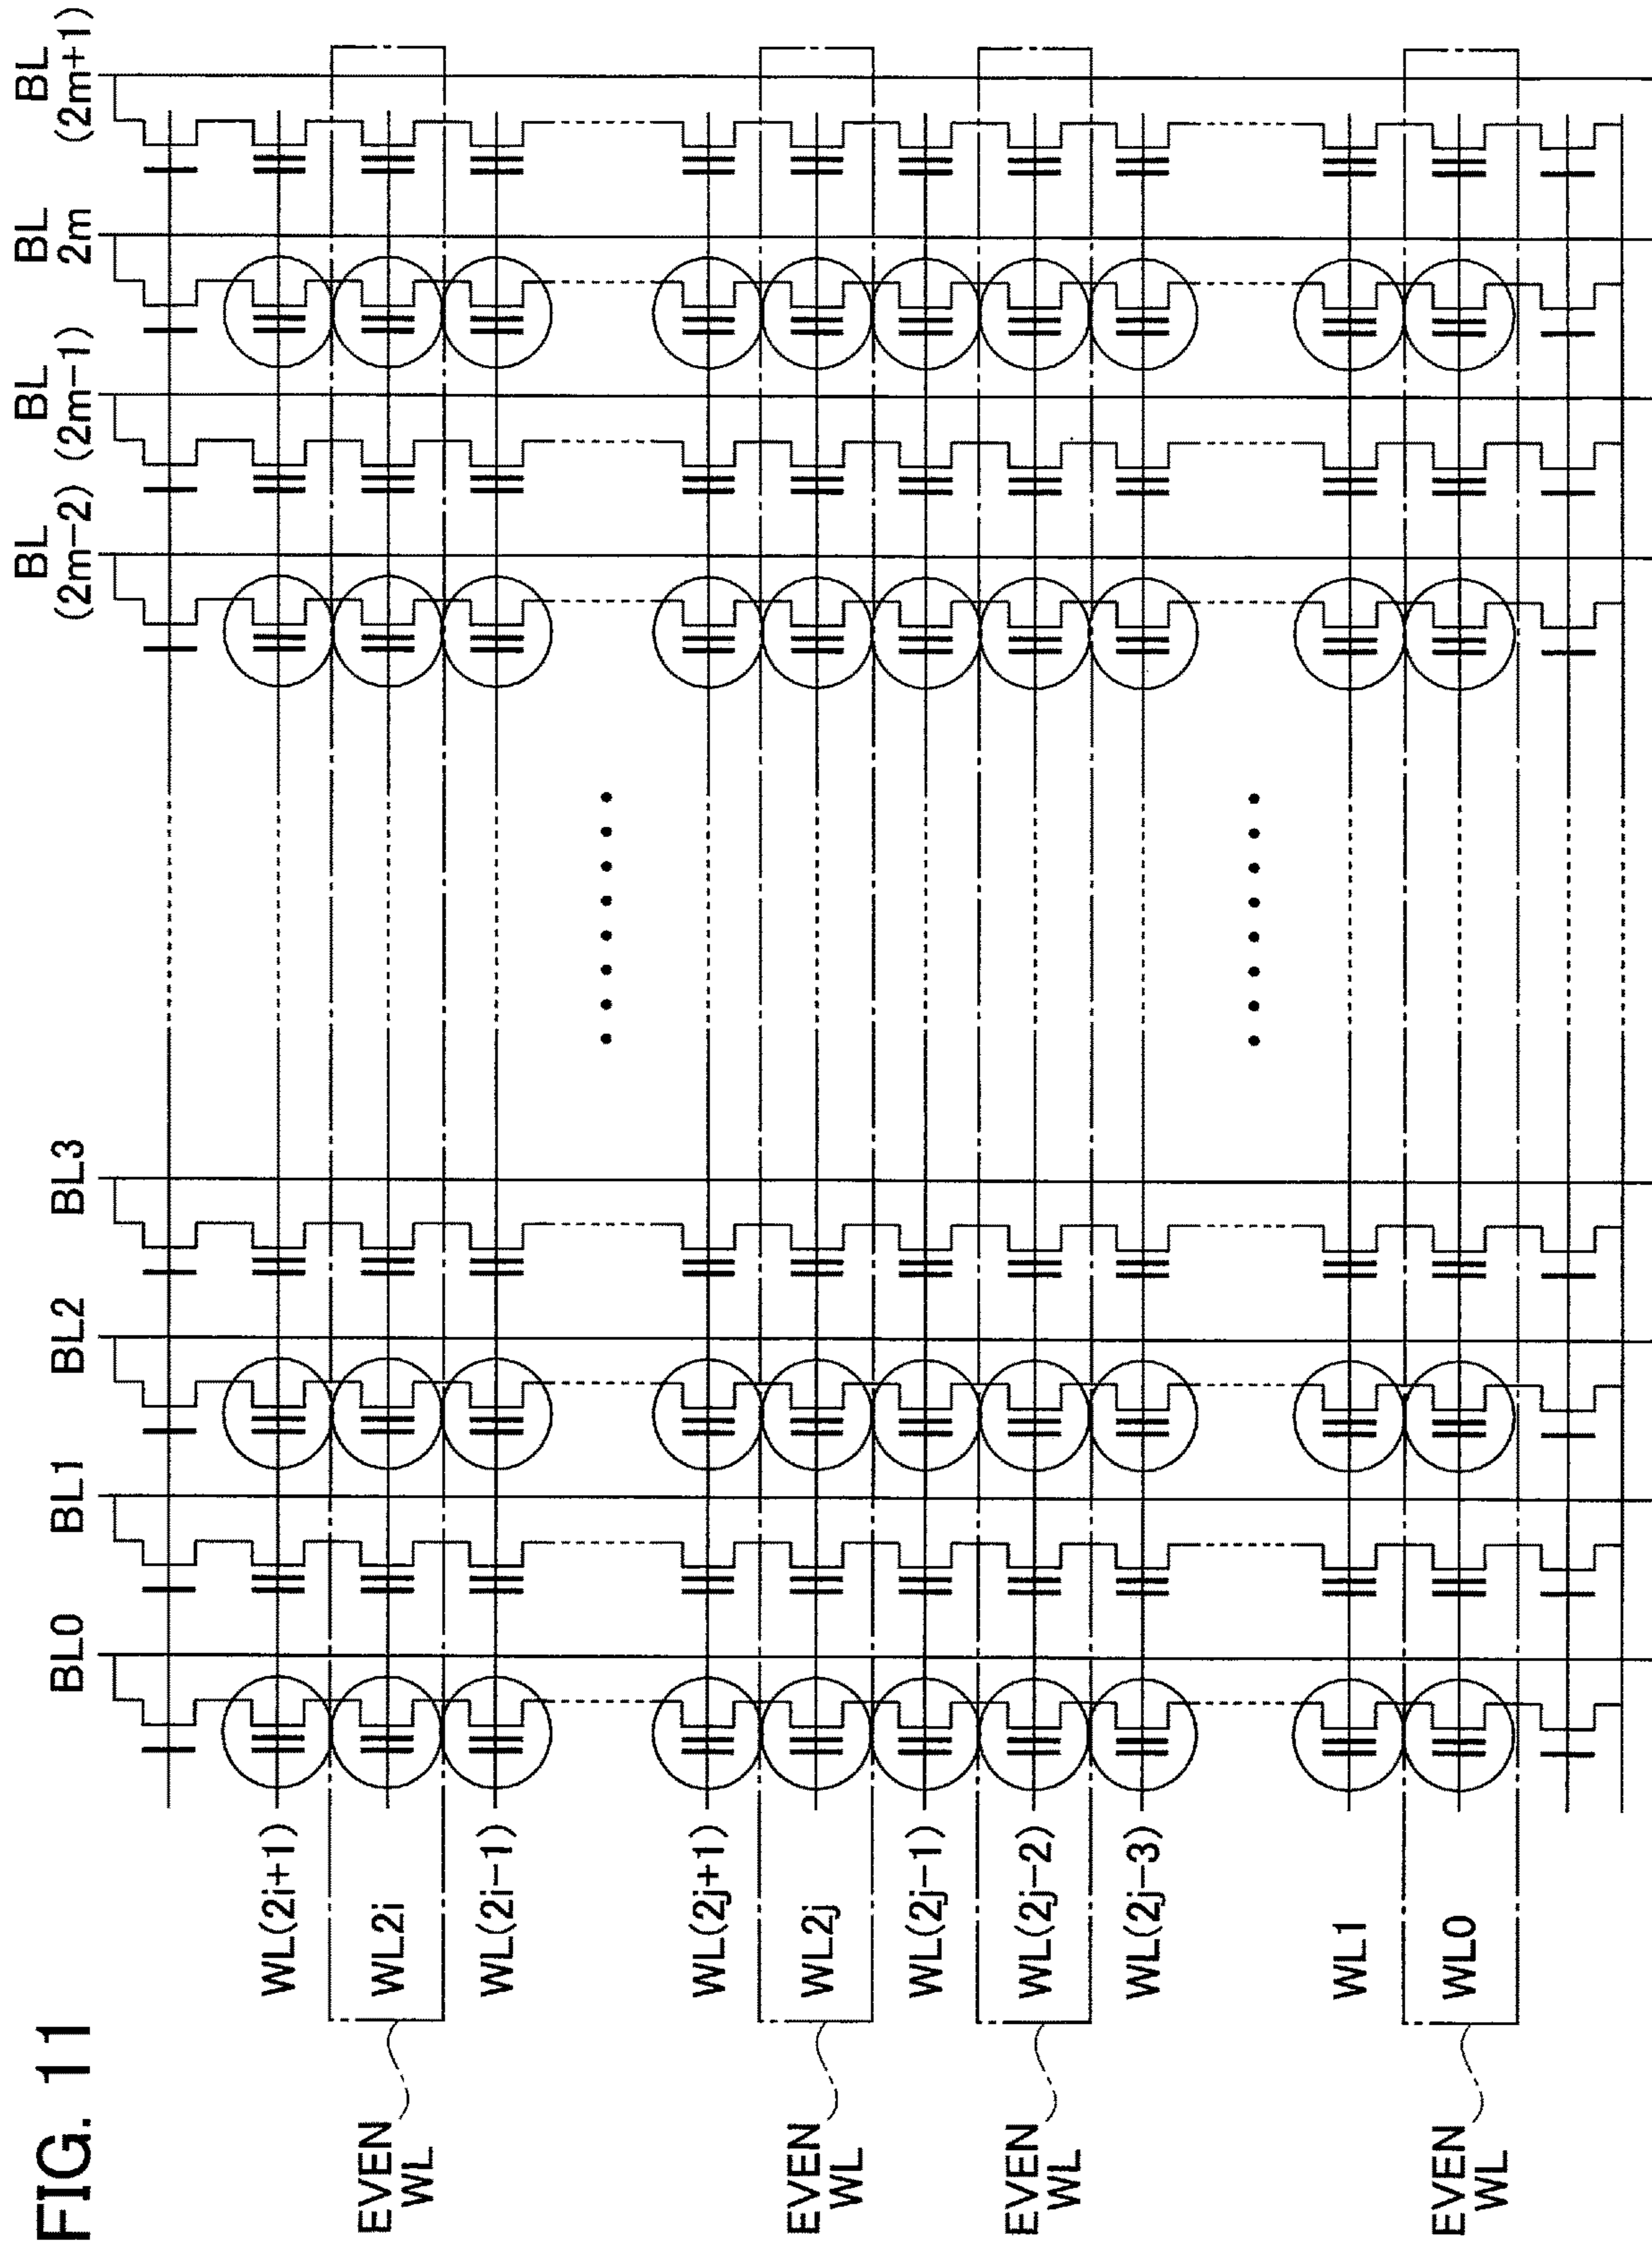 FIG. 11
BL0
BL1
BL2
BL3
BL
(2m-2)
BL
(2m-1)
BL
2m
BL
(2m+1)
WL(2i+1)
EVEN
WL
WL2i
WL(2i-1)
WL(2j+1)
EVEN
WL
WL2j
WL(2j-1)
EVEN
WL
WL(2j-2)
WL(2j-3)
WL1
EVEN
WL
WL0